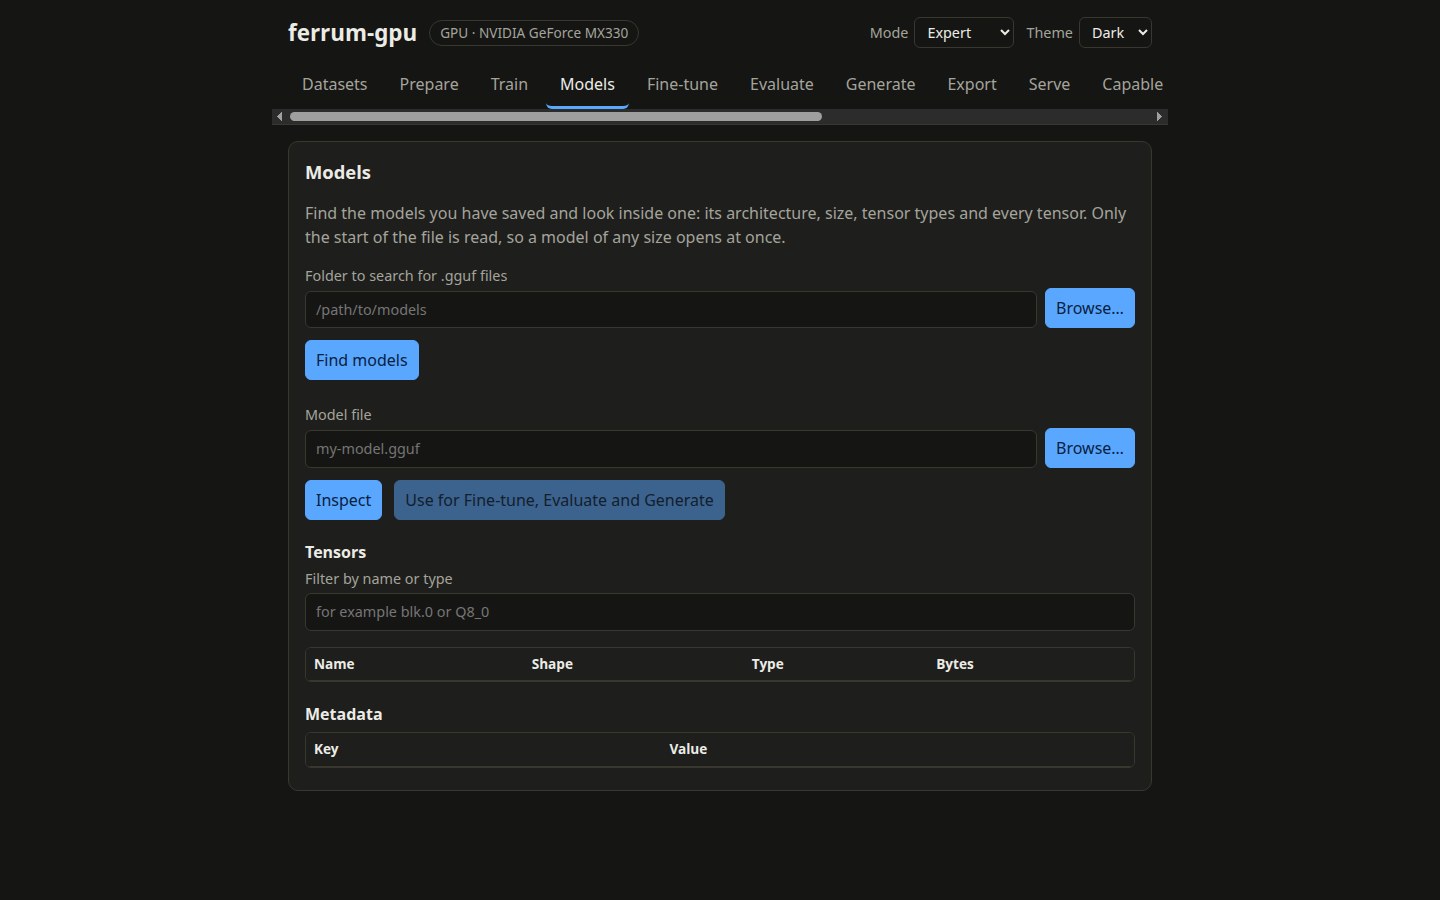 ferrum-gpu
GPU · NVIDIA GeForce MX330
Mode Expert Theme Dark
Datasets Prepare Train Models Fine-tune Evaluate Generate Export Serve Capable
Models
Find the models you have saved and look inside one: its architecture, size, tensor types and every tensor. Only
the start of the file is read, so a model of any size opens at once.
Folder to search for .gguf files
/path/to/models Browse...
Find models
Model file
my-model.gguf Browse...
Inspect Use for Fine-tune, Evaluate and Generate
Tensors
Filter by name or type
for example blk.0 or Q8_0
Name Shape Type Bytes
Metadata
Key Value